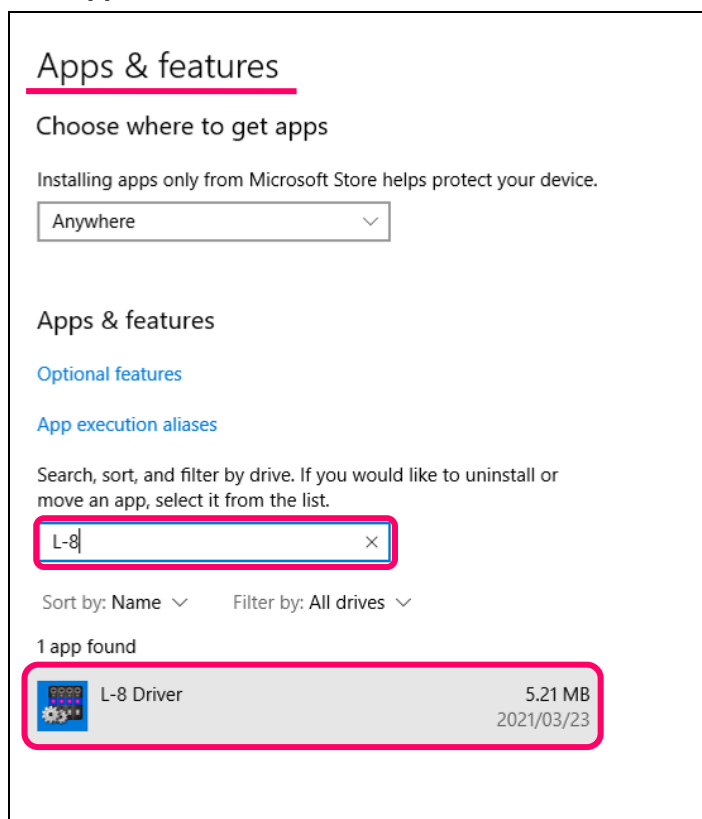 Apps & features
Choose where to get apps
Installing apps only from Microsoft Store helps protect your device.
Anywhere
Apps & features
Optional features
App execution aliases
Search, sort, and filter by drive. If you would like to uninstall or
move an app, select it from the list.
L-8
Sort by: Name Filter by: All drives
1 app found
L-8 Driver 5.21 MB
2021/03/23